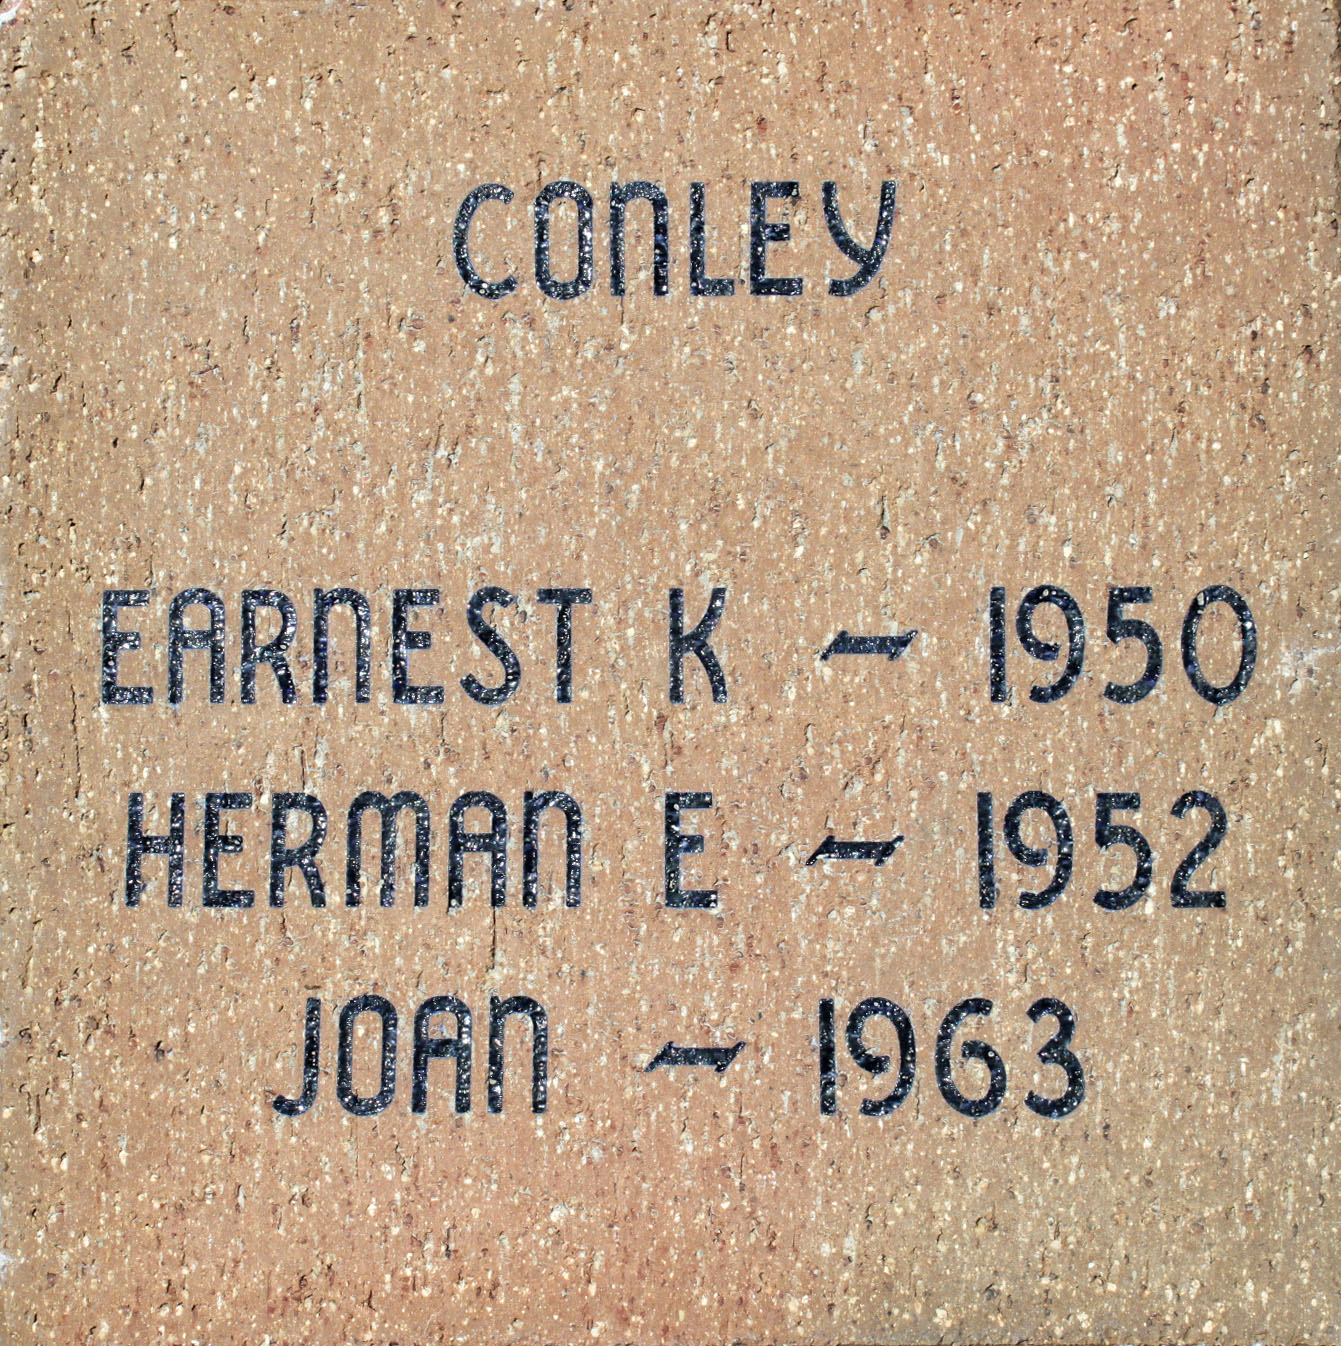 CONLEY
EARNEST K - 1950
HERMAN E - 1952
JOAN - 1963